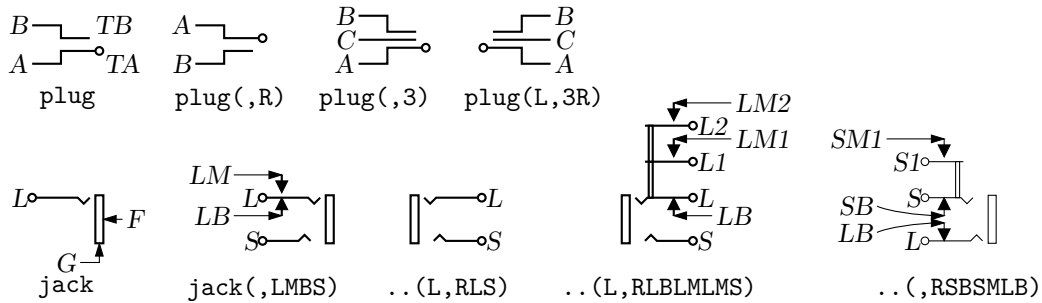 B TB A B B
C C
A TA B A A
plug plug(,R) plug(,3) plug(L,3R)
LM2
L2
LM1 SM1
L1 S1
LM
L L L L S
LB LB SB
F LB
S S S L
G
jack jack(,LMBS) ..(L,RLS) ..(L,RLBLMLMS) ..(,RSBSMLB)